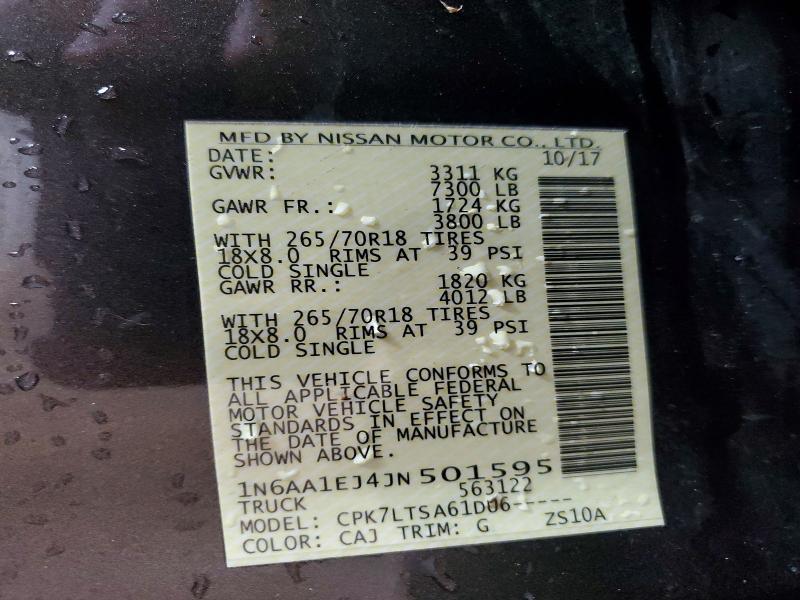 MFD BY NISSAN MOTOR CO., LTD.
DATE: 10/17
GVWR: 3311 KG
7300 LB
GAWR FR.: 1724 KG
3800 LB
WITH 265/70R18 TIRES
18X8.0 RIMS AT 39 PSI
COLD SINGLE
GAWR RR.: 1820 KG
4012 LB
WITH 265/70R18 TIRES
18X8.0 RIMS AT 39 PSI
COLD SINGLE
THIS VEHICLE CONFORMS TO
ALL APPLICABLE FEDERAL
MOTOR VEHICLE SAFETY
STANDARDS IN EFFECT ON
THE DATE OF MANUFACTURE
SHOWN ABOVE.
1N6AA1EJ4JN501595
TRUCK 563122
MODEL: CPK7LTSA61DU6-----
COLOR: CAJ TRIM: G ZS10A